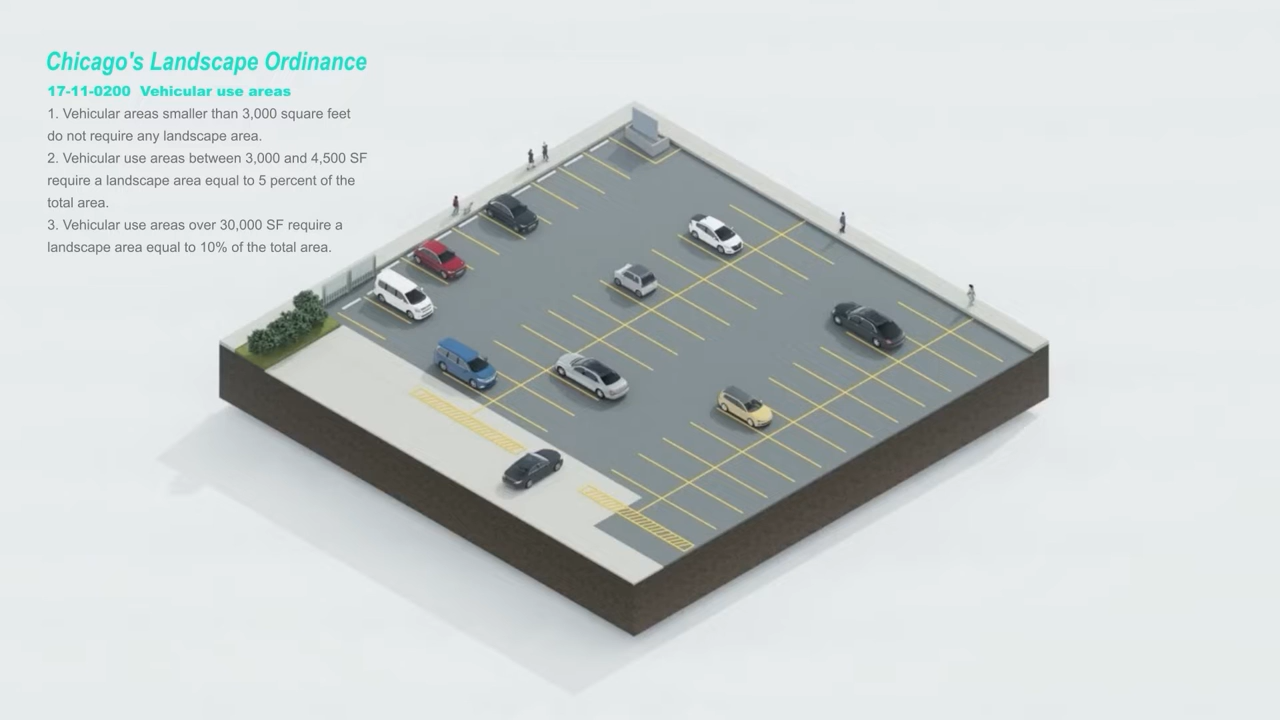 Chicago's Landscape Ordinance
17-11-0200 Vehicular use areas
1. Vehicular areas smaller than 3,000 square feet
do not require any landscape area.
2. Vehicular use areas between 3,000 and 4,500 SF
require a landscape area equal to 5 percent of the
total area.
3. Vehicular use areas over 30,000 SF require a
landscape area equal to 10% of the total area.